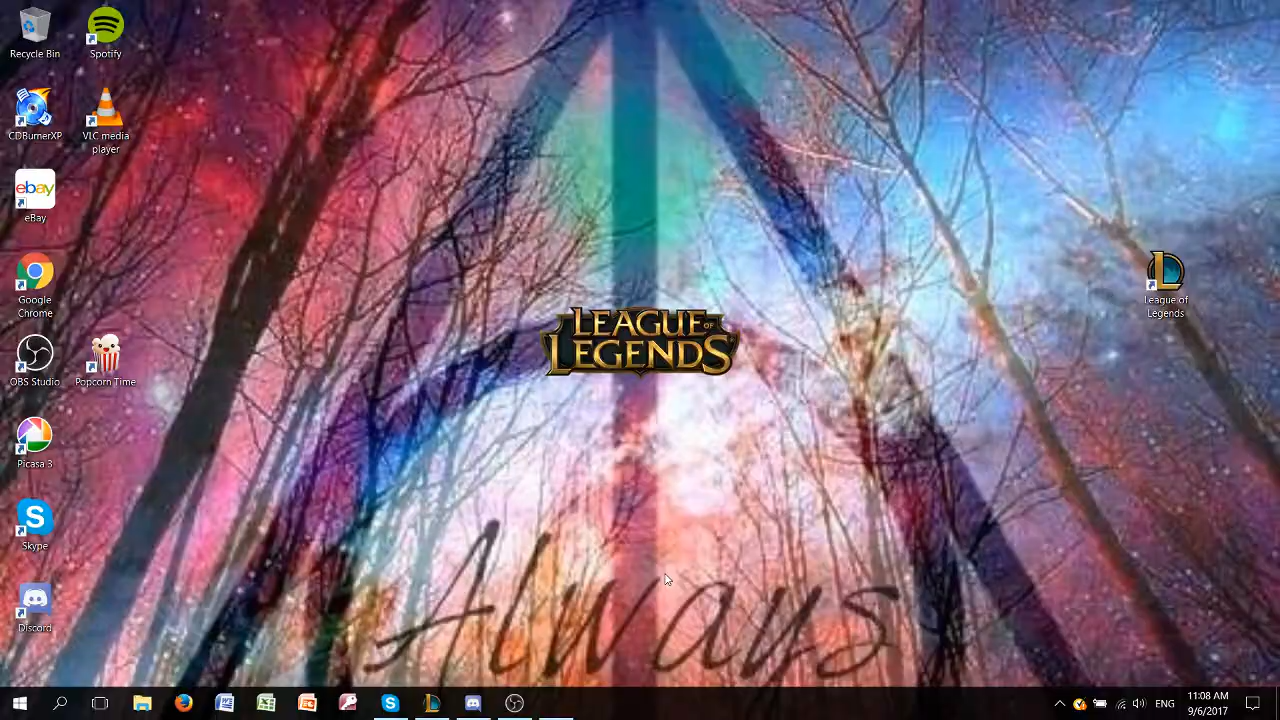 Recycle Bin
Spotify
CDBurnerXP
VLC media
player
ebay
eBay
Google
Chrome
OBS Studio
Popcorn Time
Picasa 3
Skype
Discord
LEAGUE OF
LEGENDS
League of
Legends
Always
ENG
11:08 AM
9/6/2017